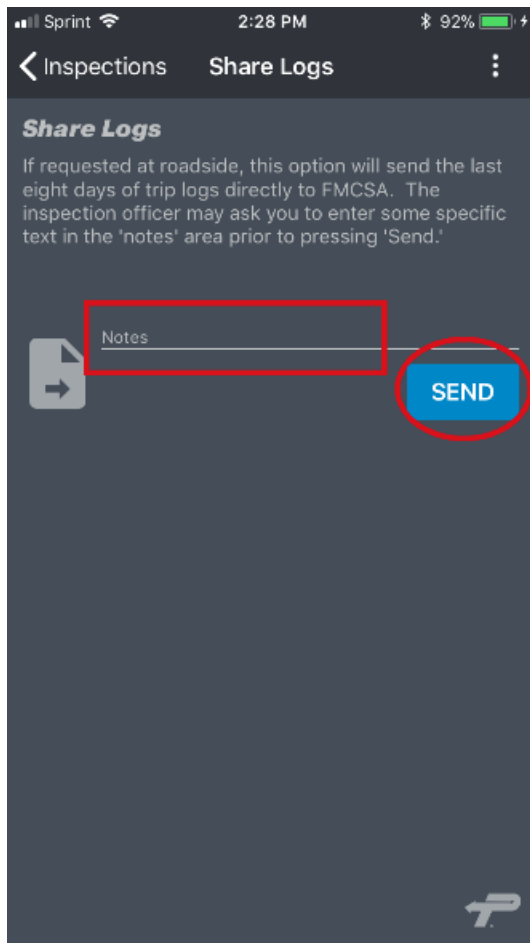 Sprint 2:28 PM 92%
Inspections Share Logs
Share Logs
If requested at roadside, this option will send the last
eight days of trip logs directly to FMCSA. The
inspection officer may ask you to enter some specific
text in the 'notes' area prior to pressing 'Send.'
Notes
SEND